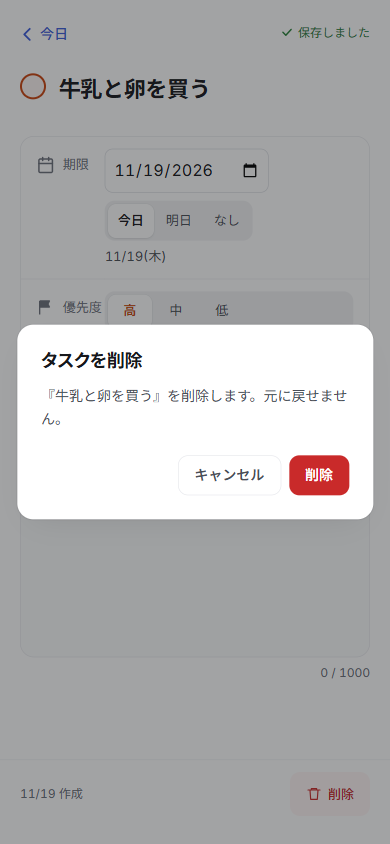 今日
保存しました
牛乳と卵を買う
期限
11/19/2026
今日 明日 なし
11/19(木)
優先度
高 中 低
タスクを削除
『牛乳と卵を買う』を削除します。元に戻せませ
ん。
キャンセル 削除
0 / 1000
11/19 作成
削除